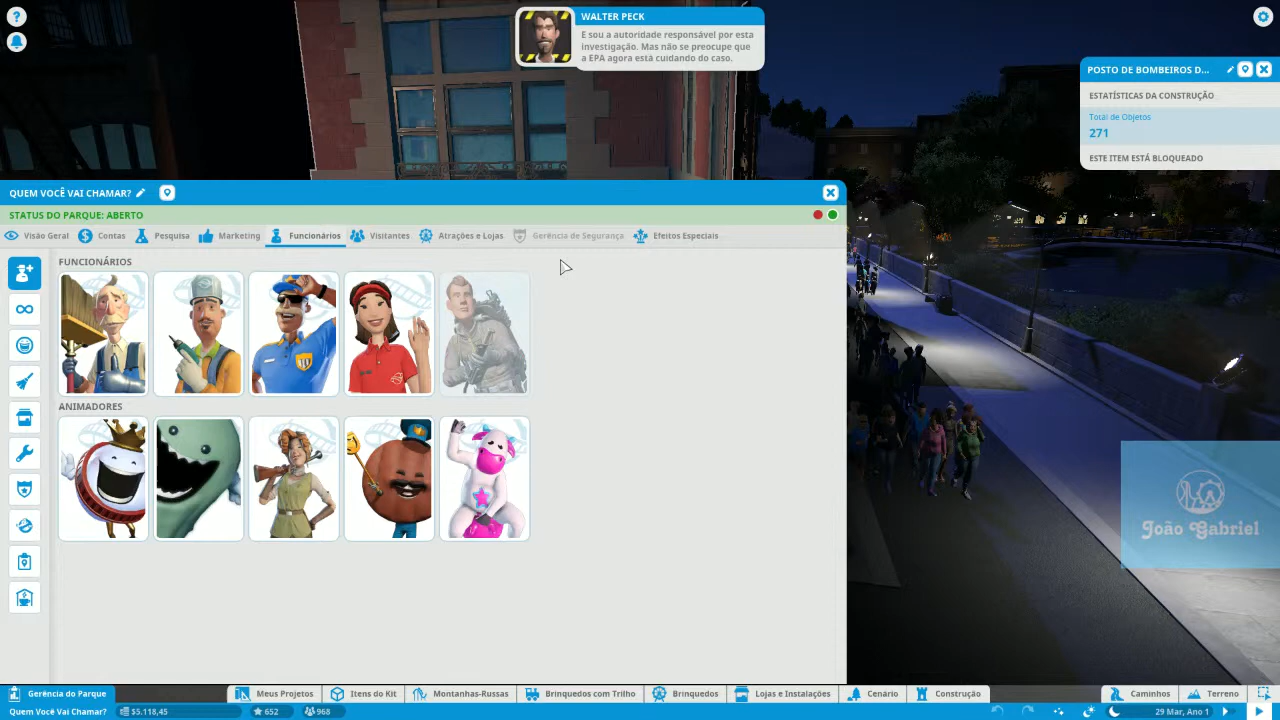 WALTER PECK
E sou a autoridade responsável por esta
investigação. Mas não se preocupe que
a EPA agora está cuidando do caso.
POSTO DE BOMBEIROS D...
ESTATÍSTICAS DA CONSTRUÇÃO
Total de Objetos
271
ESTE ITEM ESTÁ BLOQUEADO
QUEM VOCÊ VAI CHAMAR?
STATUS DO PARQUE: ABERTO
Visão Geral
Contas
Pesquisa
Marketing
Funcionários
Visitantes
Atrações e Lojas
Gerência de Segurança
Efeitos Especiais
FUNCIONÁRIOS
ANIMADORES
João Gabriel
Gerência do Parque
Meus Projetos
Itens do Kit
Montanhas-Russas
Brinquedos com Trilho
Brinquedos
Lojas e Instalações
Cenário
Construção
Caminhos
Terreno
Quem Você Vai Chamar?
$5.118,45
652
968
29 Mar, Ano 1